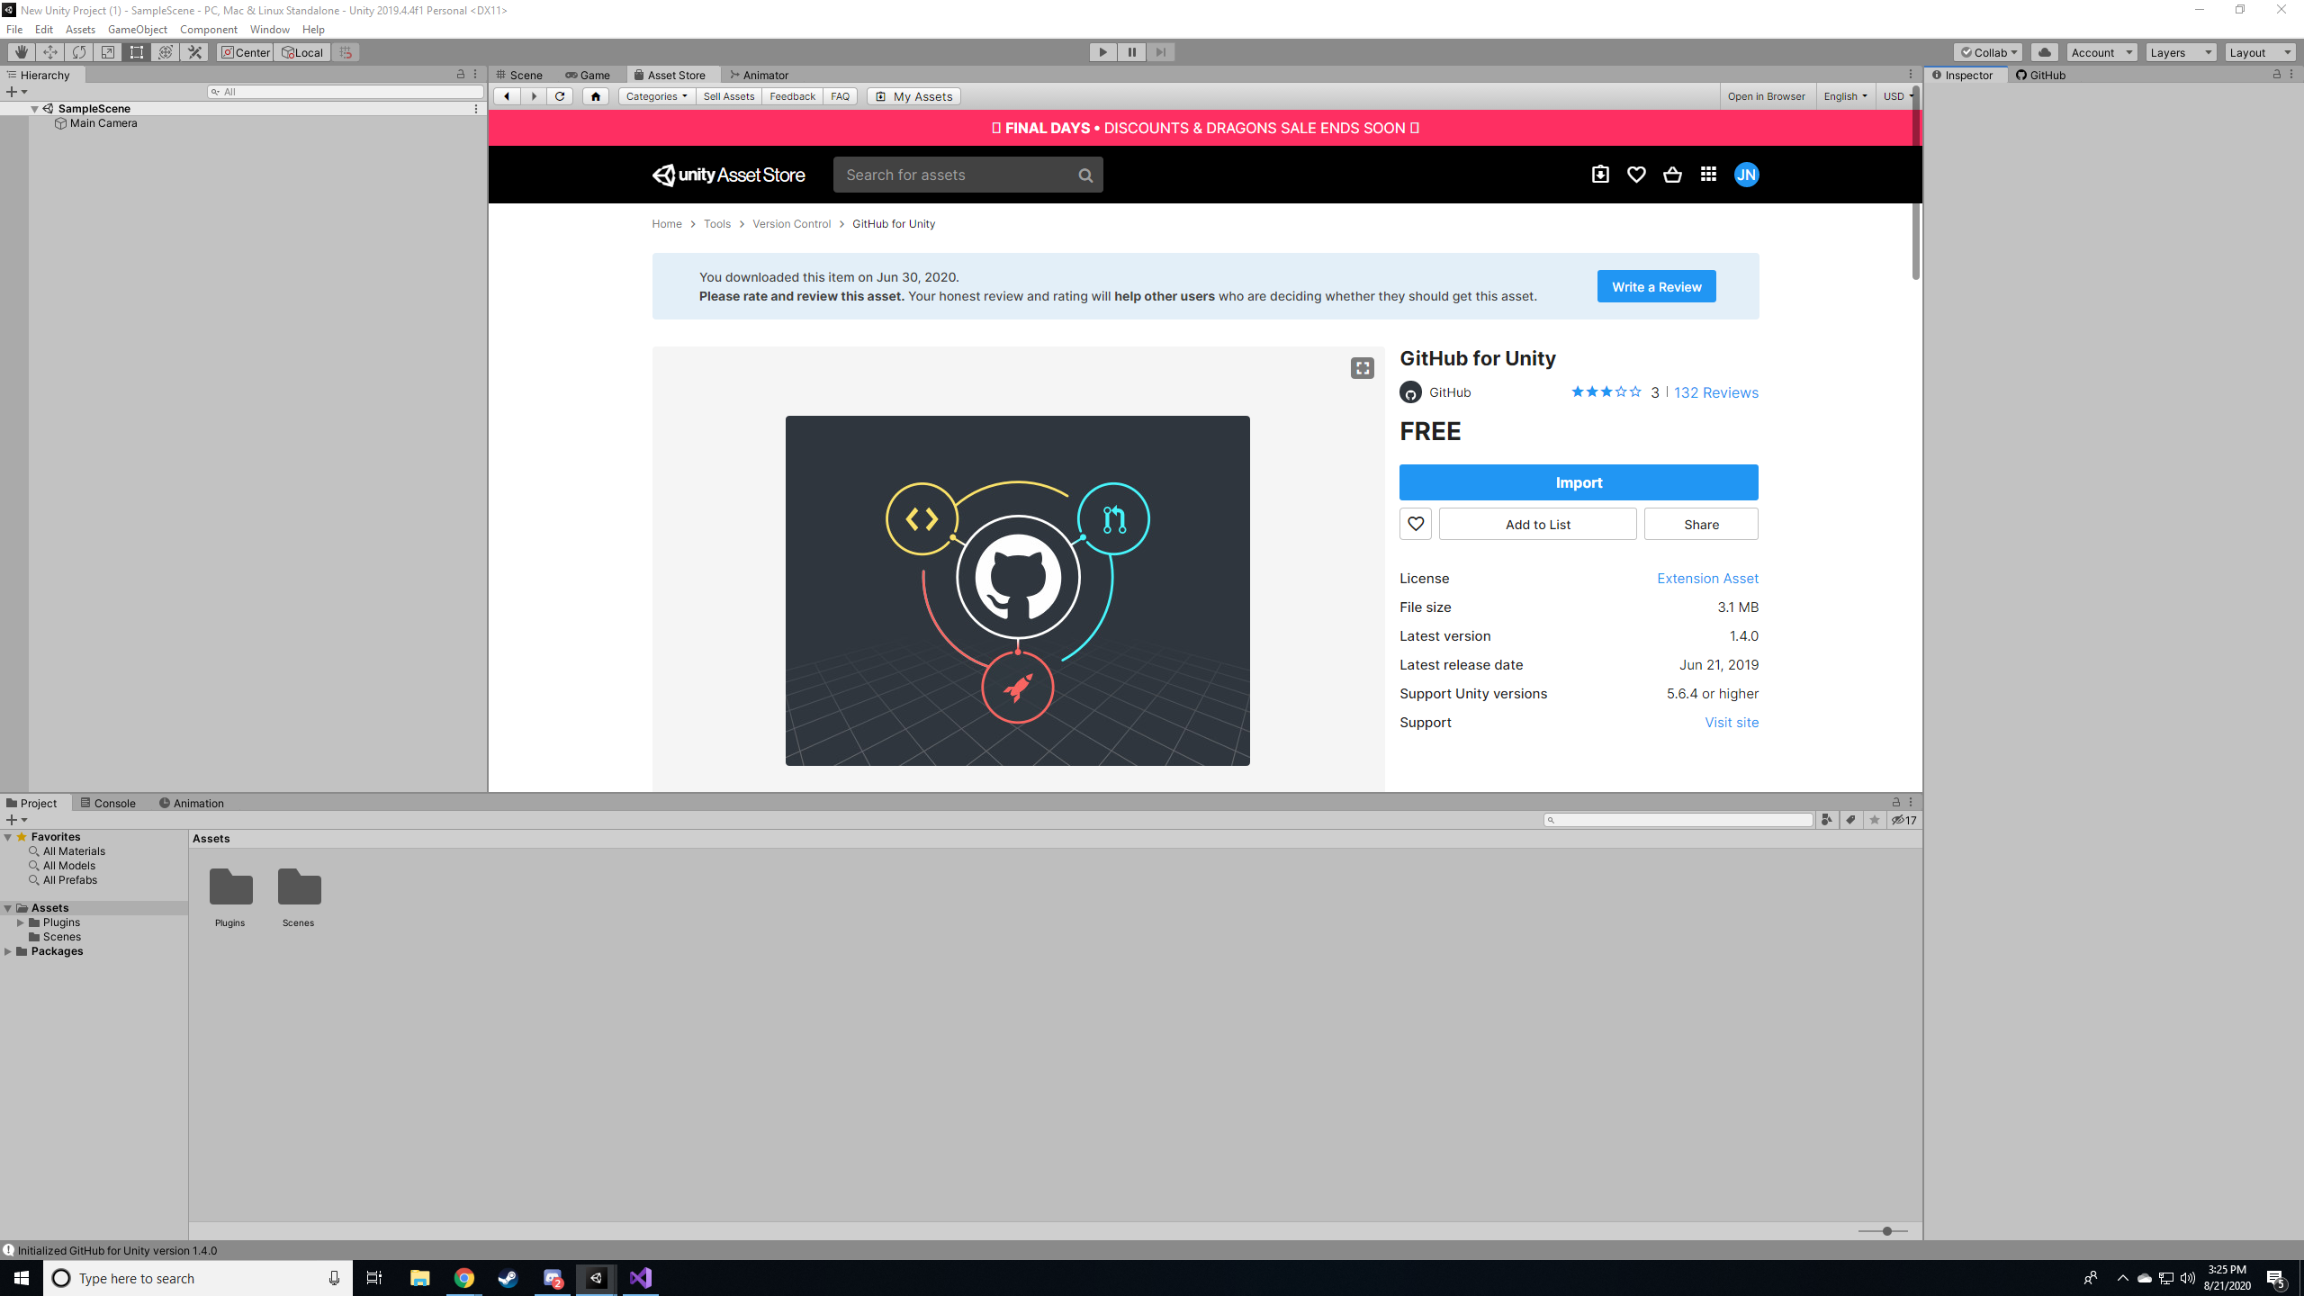 New Unity Project (1) - SampleScene - PC, Mac & Linux Standalone - Unity 2019.4.4f1 Personal <DX11>
File Edit Assets GameObject Component Window Help
Center Local
Collab Account Layers Layout
Hierarchy
All
SampleScene
Main Camera
Scene Game Asset Store Animator
Categories Sell Assets Feedback FAQ My Assets
Open in Browser English USD
FINAL DAYS • DISCOUNTS & DRAGONS SALE ENDS SOON
unity Asset Store
Search for assets
JN
Home > Tools > Version Control > GitHub for Unity
You downloaded this item on Jun 30, 2020.
Please rate and review this asset. Your honest review and rating will help other users who are deciding whether they should get this asset.
Write a Review
GitHub for Unity
GitHub
3 | 132 Reviews
FREE
Import
Add to List
Share
License Extension Asset
File size 3.1 MB
Latest version 1.4.0
Latest release date Jun 21, 2019
Support Unity versions 5.6.4 or higher
Support Visit site
Inspector GitHub
Project Console Animation
17
Favorites
All Materials
All Models
All Prefabs
Assets
Plugins
Scenes
Packages
Assets
Plugins
Scenes
Initialized GitHub for Unity version 1.4.0
Type here to search
2
3:25 PM
8/21/2020
5